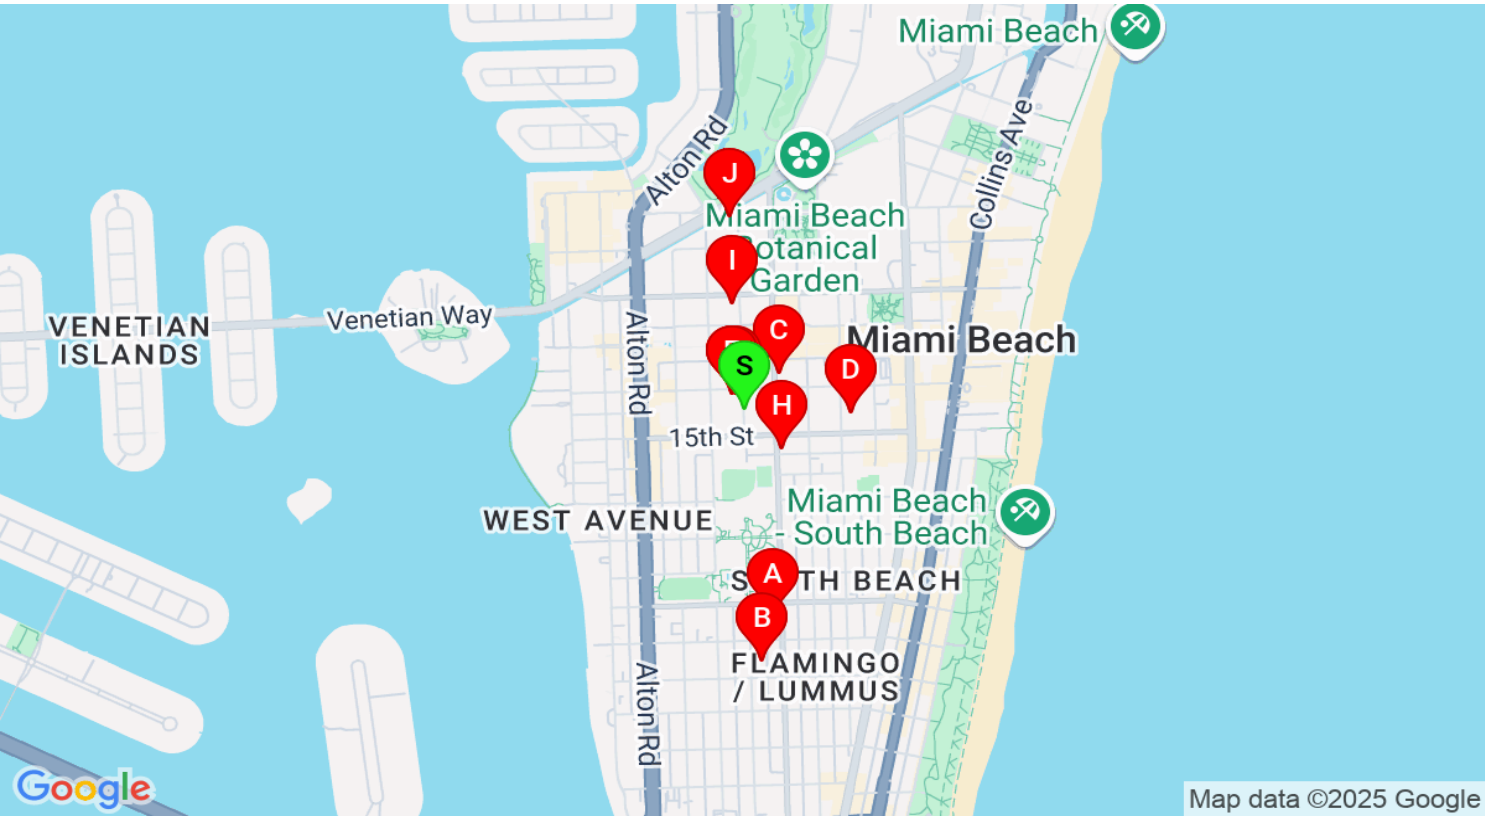 Miami Beach
Collins Ave
Alton Rd
J
Miami Beach
Botanical
Garden
I
Venetian Way
VENETIAN
ISLANDS
Alton Rd
C
Miami Beach
S
D
H
15th St
WEST AVENUE
Miami Beach
- South Beach
A
SOUTH BEACH
B
FLAMINGO
/ LUMMUS
Alton Rd
Google
Map data ©2025 Google